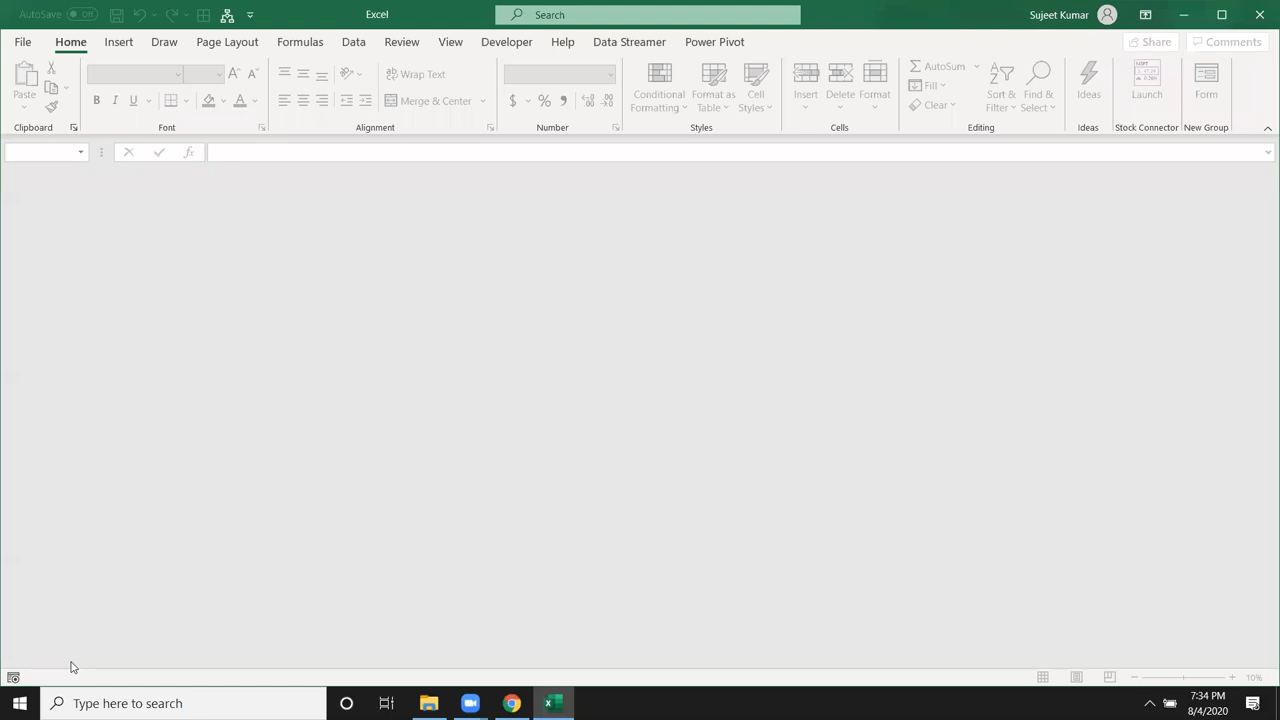 AutoSave Off Excel Search Sujeet Kumar
File Home Insert Draw Page Layout Formulas Data Review View Developer Help Data Streamer Power Pivot Share Comments
Paste
B I U
Wrap Text
Merge & Center
$ % ,
Conditional Formatting
Format as Table
Cell Styles
Insert
Delete
Format
AutoSum
Fill
Clear
Sort & Filter
Find & Select
Ideas
Launch
Form
Clipboard Font Alignment Number Styles Cells Editing Ideas Stock Connector New Group
fx
10%
Type here to search
7:34 PM
8/4/2020